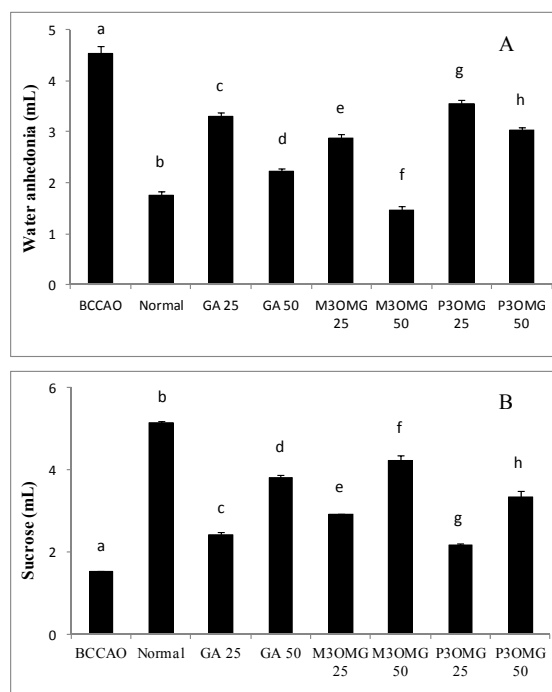 A
Water anhedonia (mL)
5
4
3
2
1
0
a
b
c
d
e
f
g
h
BCCAO Normal GA 25 GA 50 M3OMG M3OMG P3OMG P3OMG
25 50 25 50
B
Sucrose (mL)
6
4
2
0
a
b
c
d
e
f
g
h
BCCAO Normal GA 25 GA 50 M3OMG M3OMG P3OMG P3OMG
25 50 25 50